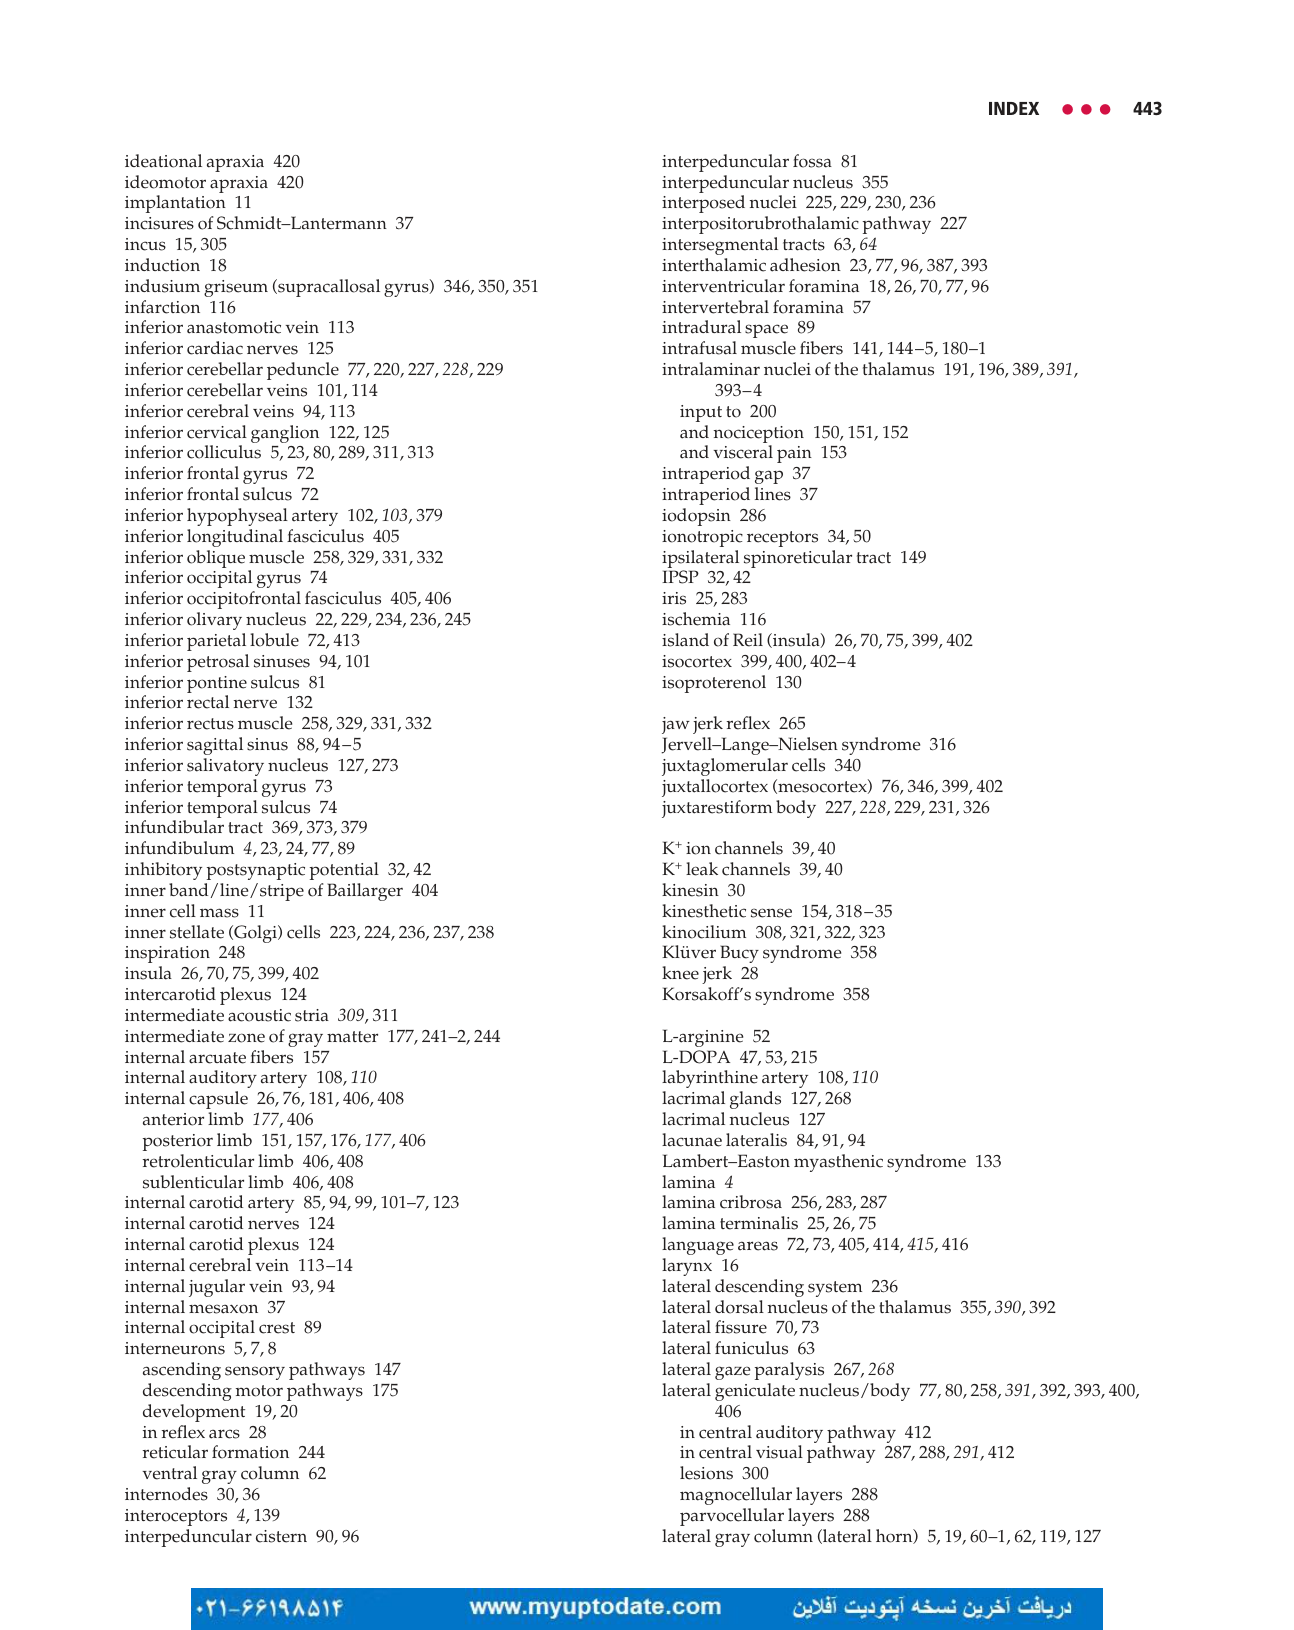 INDEX ●●● 443
ideational apraxia 420
ideomotor apraxia 420
implantation 11
incisures of Schmidt–Lantermann 37
incus 15, 305
induction 18
indusium griseum (supracallosal gyrus) 346, 350, 351
infarction 116
inferior anastomotic vein 113
inferior cardiac nerves 125
inferior cerebellar peduncle 77, 220, 227, 228, 229
inferior cerebellar veins 101, 114
inferior cerebral veins 94, 113
inferior cervical ganglion 122, 125
inferior colliculus 5, 23, 80, 289, 311, 313
inferior frontal gyrus 72
inferior frontal sulcus 72
inferior hypophyseal artery 102, 103, 379
inferior longitudinal fasciculus 405
inferior oblique muscle 258, 329, 331, 332
inferior occipital gyrus 74
inferior occipitofrontal fasciculus 405, 406
inferior olivary nucleus 22, 229, 234, 236, 245
inferior parietal lobule 72, 413
inferior petrosal sinuses 94, 101
inferior pontine sulcus 81
inferior rectal nerve 132
inferior rectus muscle 258, 329, 331, 332
inferior sagittal sinus 88, 94–5
inferior salivatory nucleus 127, 273
inferior temporal gyrus 73
inferior temporal sulcus 74
infundibular tract 369, 373, 379
infundibulum 4, 23, 24, 77, 89
inhibitory postsynaptic potential 32, 42
inner band/line/stripe of Baillarger 404
inner cell mass 11
inner stellate (Golgi) cells 223, 224, 236, 237, 238
inspiration 248
insula 26, 70, 75, 399, 402
intercarotid plexus 124
intermediate acoustic stria 309, 311
intermediate zone of gray matter 177, 241–2, 244
internal arcuate fibers 157
internal auditory artery 108, 110
internal capsule 26, 76, 181, 406, 408
anterior limb 177, 406
posterior limb 151, 157, 176, 177, 406
retrolenticular limb 406, 408
sublenticular limb 406, 408
internal carotid artery 85, 94, 99, 101–7, 123
internal carotid nerves 124
internal carotid plexus 124
internal cerebral vein 113–14
internal jugular vein 93, 94
internal mesaxon 37
internal occipital crest 89
interneurons 5, 7, 8
ascending sensory pathways 147
descending motor pathways 175
development 19, 20
in reflex arcs 28
reticular formation 244
ventral gray column 62
internodes 30, 36
interoceptors 4, 139
interpeduncular cistern 90, 96
interpeduncular fossa 81
interpeduncular nucleus 355
interposed nuclei 225, 229, 230, 236
interpositorubrothalamic pathway 227
intersegmental tracts 63, 64
interthalamic adhesion 23, 77, 96, 387, 393
interventricular foramina 18, 26, 70, 77, 96
intervertebral foramina 57
intradural space 89
intrafusal muscle fibers 141, 144–5, 180–1
intralaminar nuclei of the thalamus 191, 196, 389, 391,
393–4
input to 200
and nociception 150, 151, 152
and visceral pain 153
intraperiod gap 37
intraperiod lines 37
iodopsin 286
ionotropic receptors 34, 50
ipsilateral spinoreticular tract 149
IPSP 32, 42
iris 25, 283
ischemia 116
island of Reil (insula) 26, 70, 75, 399, 402
isocortex 399, 400, 402–4
isoproterenol 130
jaw jerk reflex 265
Jervell–Lange–Nielsen syndrome 316
juxtaglomerular cells 340
juxtallocortex (mesocortex) 76, 346, 399, 402
juxtarestiform body 227, 228, 229, 231, 326
K⁺ ion channels 39, 40
K⁺ leak channels 39, 40
kinesin 30
kinesthetic sense 154, 318–35
kinocilium 308, 321, 322, 323
Klüver Bucy syndrome 358
knee jerk 28
Korsakoff's syndrome 358
L-arginine 52
L-DOPA 47, 53, 215
labyrinthine artery 108, 110
lacrimal glands 127, 268
lacrimal nucleus 127
lacunae lateralis 84, 91, 94
Lambert–Easton myasthenic syndrome 133
lamina 4
lamina cribrosa 256, 283, 287
lamina terminalis 25, 26, 75
language areas 72, 73, 405, 414, 415, 416
larynx 16
lateral descending system 236
lateral dorsal nucleus of the thalamus 355, 390, 392
lateral fissure 70, 73
lateral funiculus 63
lateral gaze paralysis 267, 268
lateral geniculate nucleus/body 77, 80, 258, 391, 392, 393, 400,
406
in central auditory pathway 412
in central visual pathway 287, 288, 291, 412
lesions 300
magnocellular layers 288
parvocellular layers 288
lateral gray column (lateral horn) 5, 19, 60–1, 62, 119, 127
۰۲۱-۶۶۱۹۸۵۱۴ www.myuptodate.com دریافت آخرین نسخه آپتودیت آفلاین